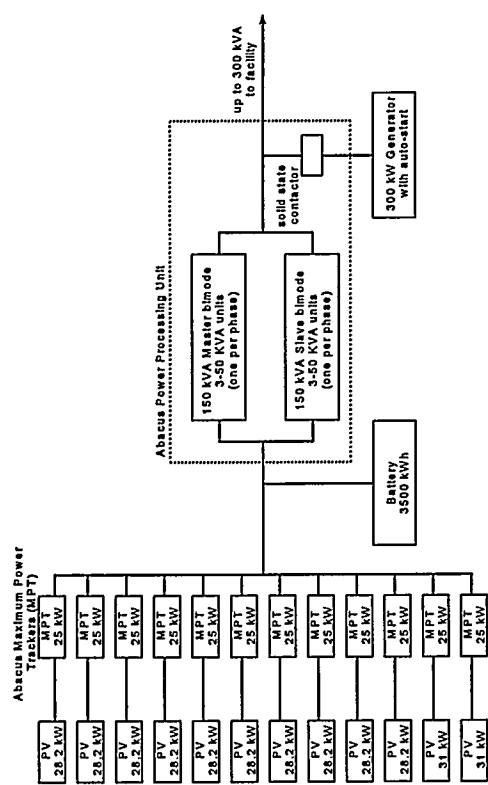 Abacus Maximum Power
Trackers (MPT)
PV
28.2 kW
MPT
25 kW
PV
28.2 kW
MPT
25 kW
PV
28.2 kW
MPT
25 kW
PV
28.2 kW
MPT
25 kW
PV
28.2 kW
MPT
25 kW
PV
28.2 kW
MPT
25 kW
PV
28.2 kW
MPT
25 kW
PV
28.2 kW
MPT
25 kW
PV
28.2 kW
MPT
25 kW
PV
28.2 kW
MPT
25 kW
PV
31 kW
MPT
25 kW
PV
31 kW
MPT
25 kW
Battery
3500 kWh
Abacus Power Processing Unit
150 kVA Master bimode
3-50 KVA units
(one per phase)
150 kVA Slave bimode
3-50 KVA units
(one per phase)
solid state
contactor
up to 300 kVA
to facility
300 kW Generator
with auto-start